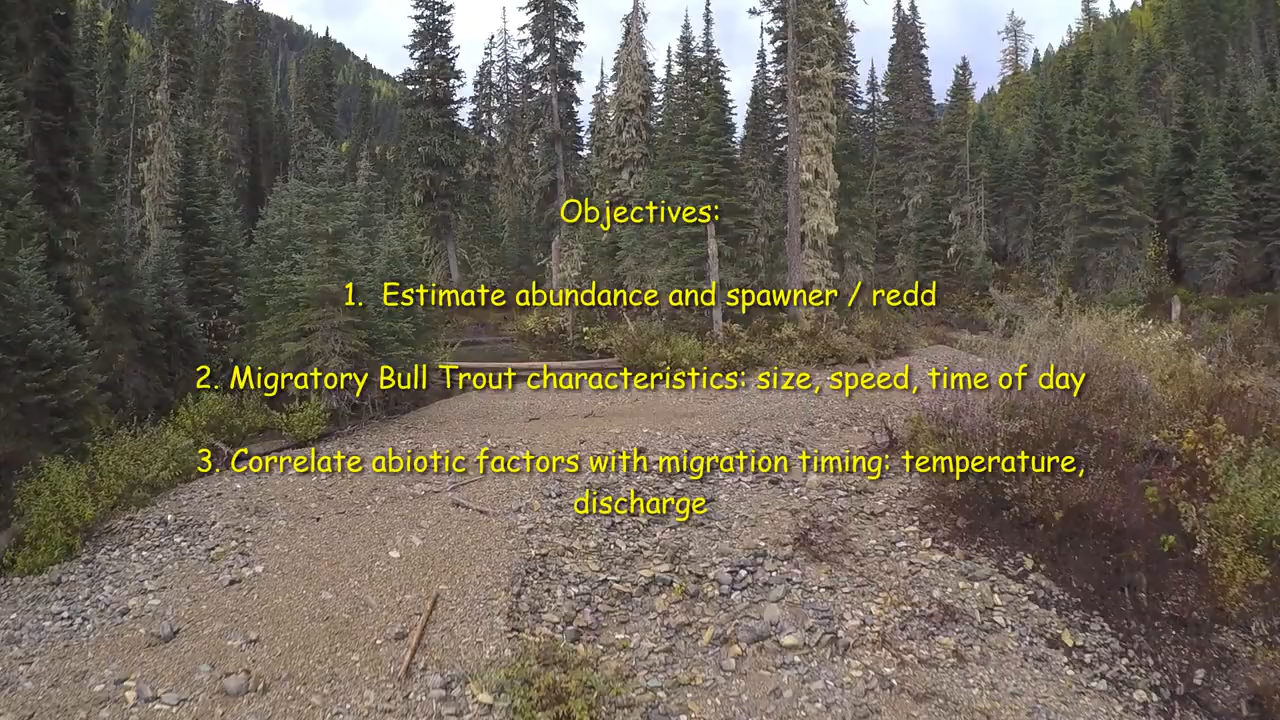 Objectives:
1. Estimate abundance and spawner / redd
2. Migratory Bull Trout characteristics: size, speed, time of day
3. Correlate abiotic factors with migration timing: temperature,
discharge